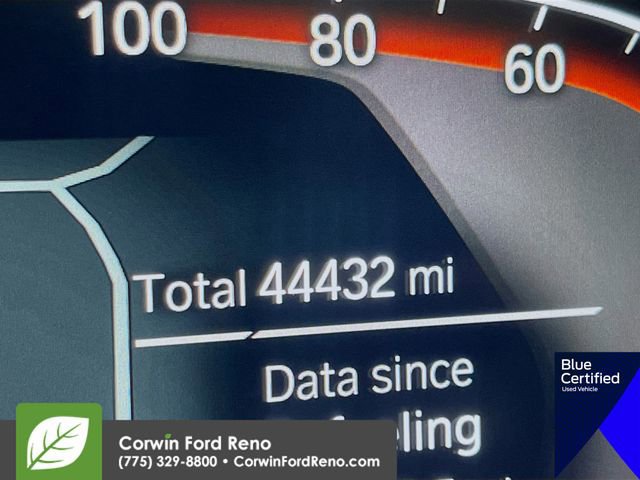 100 80 60
Total 44432 mi
Data since
Blue
Certified
Used Vehicle
Corwin Ford Reno
(775) 329-8800 • CorwinFordReno.com